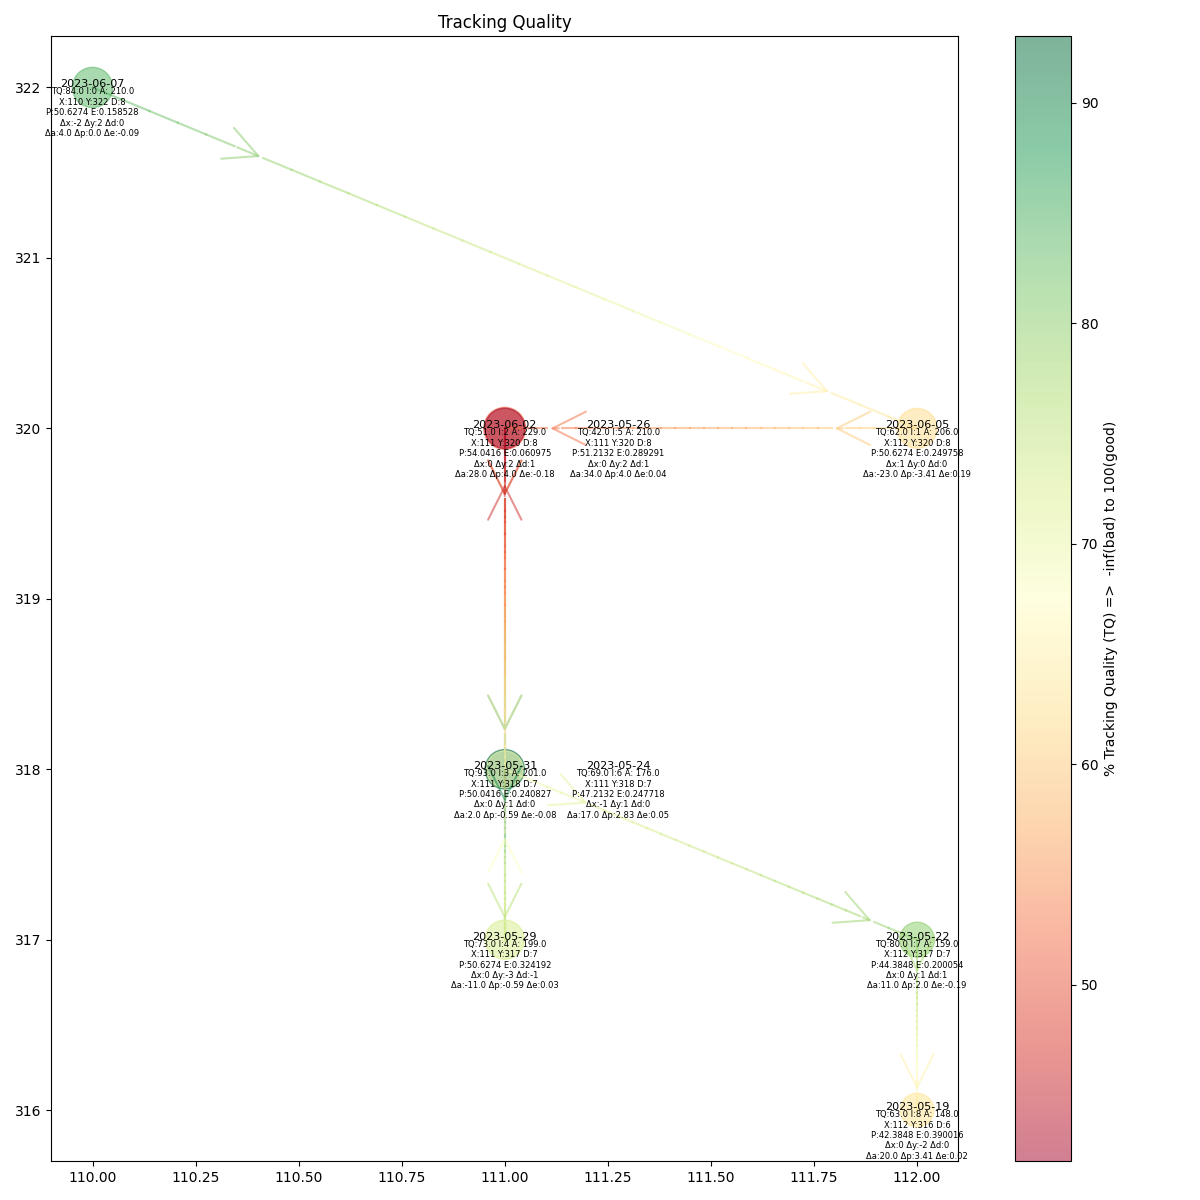 Tracking Quality
322
321
320
319
318
317
316
2023-06-07
TQ:84.0 I:0 A: 210.0
X:110 Y:322 D:8
P:50.6274 E:0.158528
Δx:-2 Δy:2 Δd:0
Δa:4.0 Δp:0.0 Δe:-0.09
2023-06-02
TQ:51.0 I:2 A: 229.0
X:111 Y:320 D:8
P:54.0416 E:0.060975
Δx:0 Δy:2 Δd:1
Δa:28.0 Δp:4.0 Δe:-0.18
2023-05-26
TQ:42.0 I:5 A: 210.0
X:111 Y:320 D:8
P:51.2132 E:0.289291
Δx:0 Δy:2 Δd:1
Δa:34.0 Δp:4.0 Δe:0.04
2023-06-05
TQ:62.0 I:1 A: 206.0
X:112 Y:320 D:8
P:50.6274 E:0.249758
Δx:1 Δy:0 Δd:0
Δa:-23.0 Δp:-3.41 Δe:0.19
2023-05-31
TQ:93.0 I:3 A: 201.0
X:111 Y:318 D:7
P:50.0416 E:0.240827
Δx:0 Δy:1 Δd:0
Δa:2.0 Δp:-0.59 Δe:-0.08
2023-05-24
TQ:69.0 I:6 A: 176.0
X:111 Y:318 D:7
P:47.2132 E:0.247718
Δx:-1 Δy:1 Δd:0
Δa:17.0 Δp:2.83 Δe:0.05
2023-05-29
TQ:73.0 I:4 A: 199.0
X:111 Y:317 D:7
P:50.6274 E:0.324192
Δx:0 Δy:-3 Δd:-1
Δa:-11.0 Δp:-0.59 Δe:0.03
2023-05-22
TQ:80.0 I:7 A: 159.0
X:112 Y:317 D:7
P:44.3848 E:0.200054
Δx:0 Δy:1 Δd:1
Δa:11.0 Δp:2.0 Δe:-0.19
2023-05-19
TQ:63.0 I:8 A: 148.0
X:112 Y:316 D:6
P:42.3848 E:0.390016
Δx:0 Δy:-2 Δd:0
Δa:20.0 Δp:3.41 Δe:0.02
110.00 110.25 110.50 110.75 111.00 111.25 111.50 111.75 112.00
90
80
70
60
50
% Tracking Quality (TQ) => -inf(bad) to 100(good)